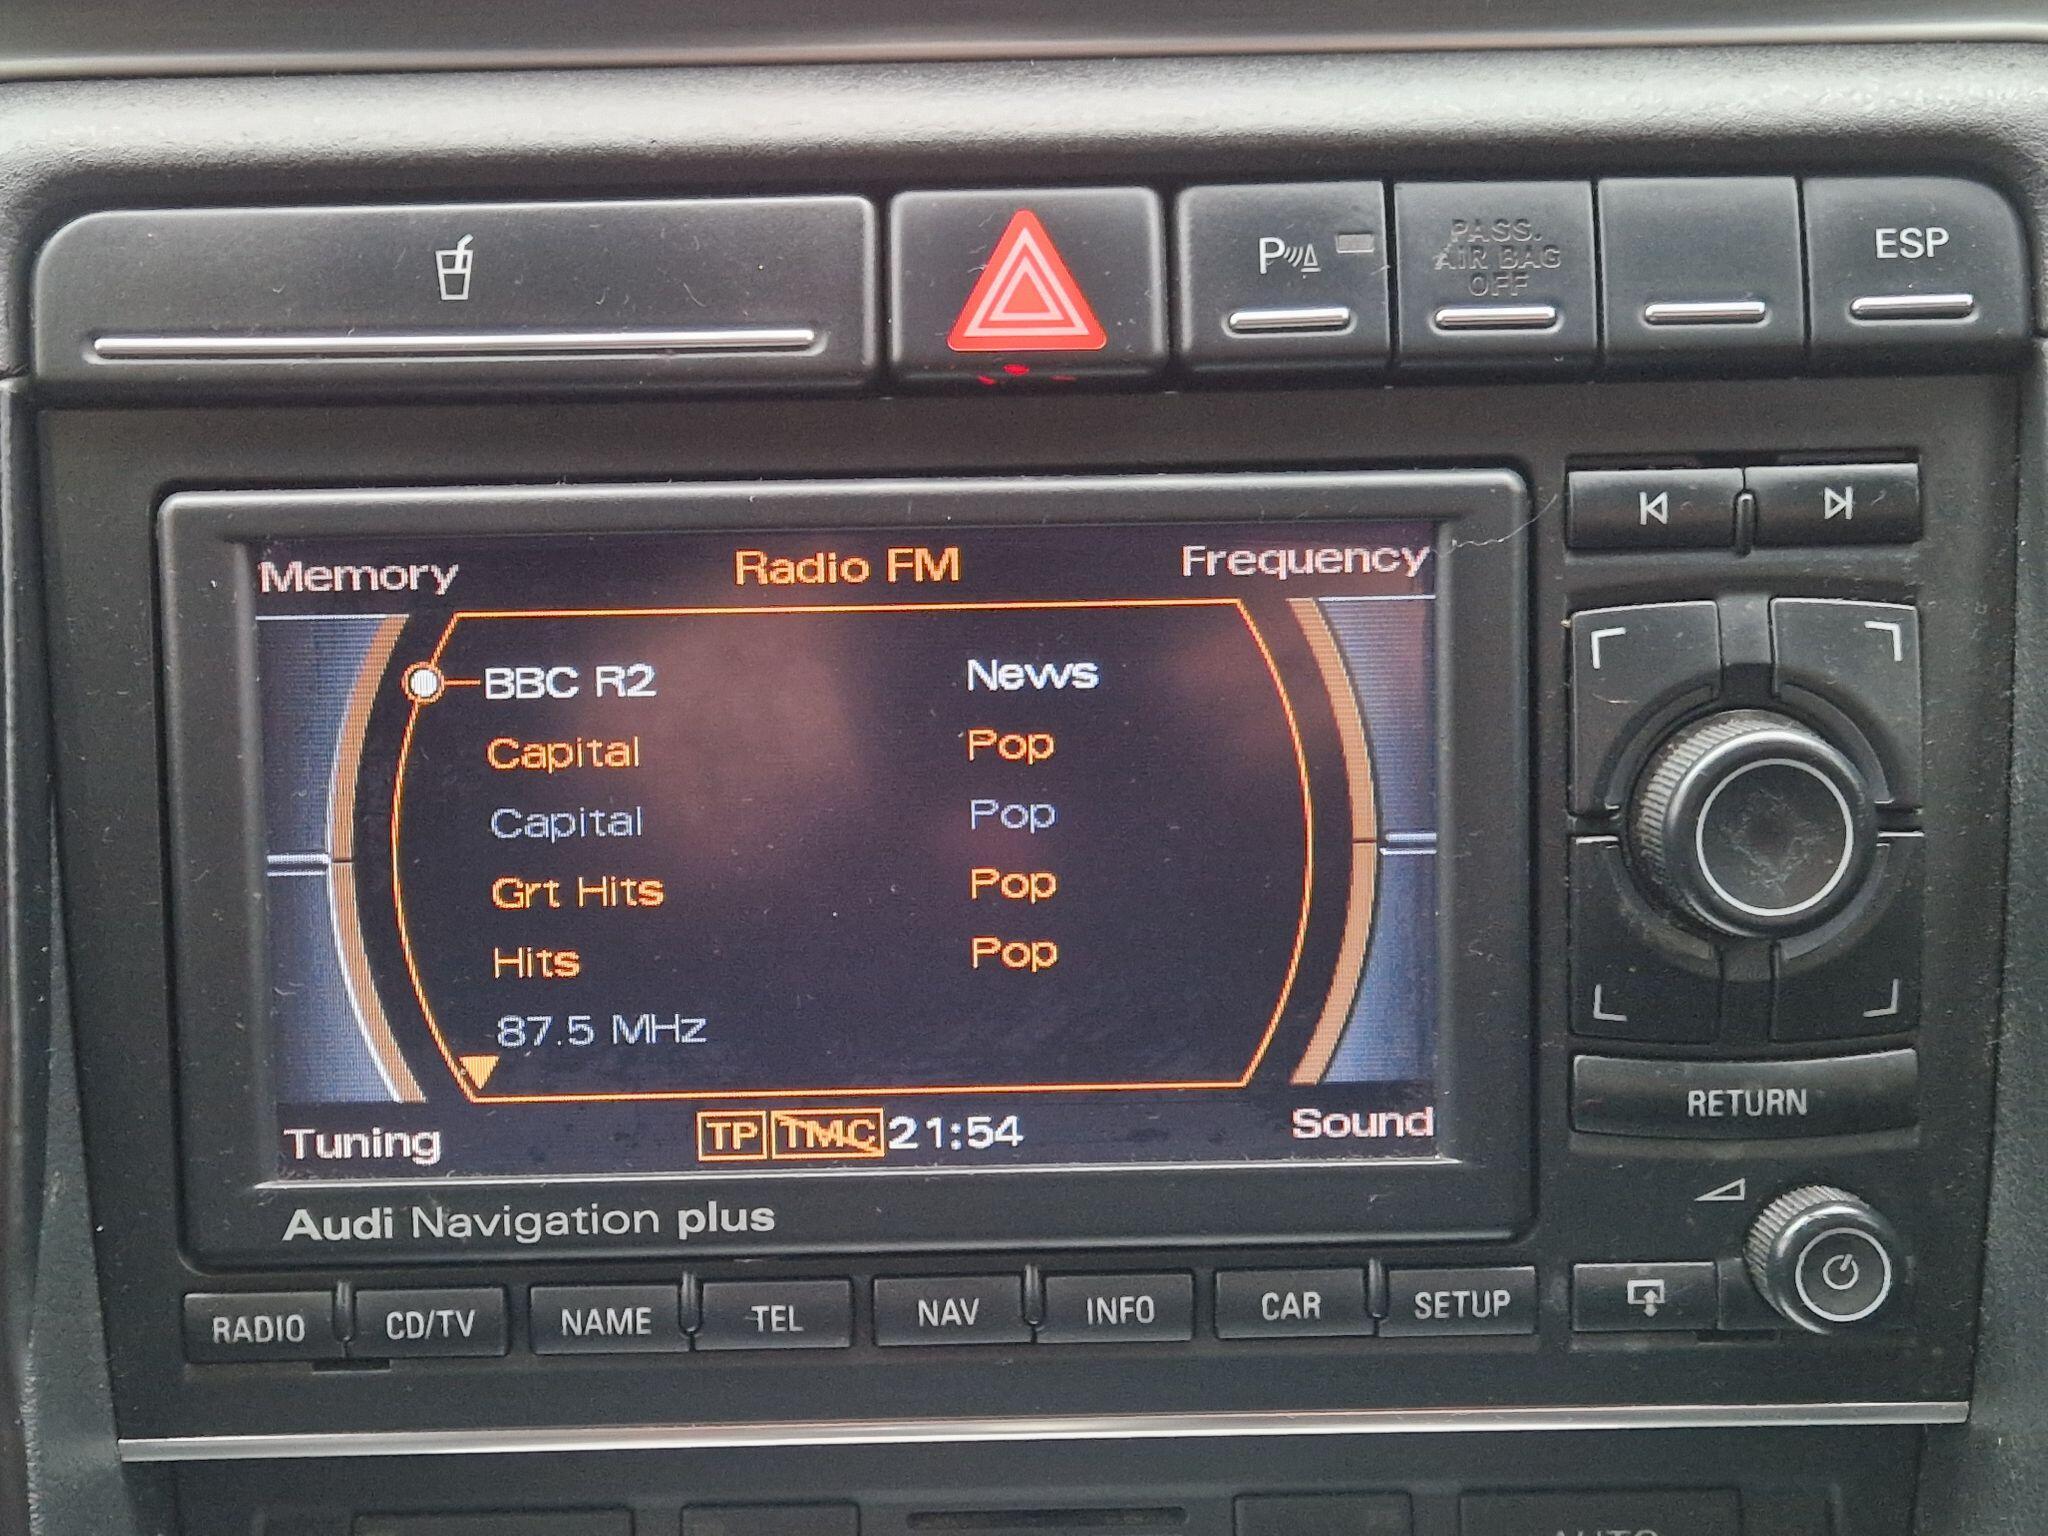 P
PASS.
AIR BAG
OFF
ESP
Memory Radio FM Frequency
BBC R2 News
Capital Pop
Capital Pop
Grt Hits Pop
Hits Pop
87.5 MHz
Tuning TP TMC 21:54 Sound
RETURN
Audi Navigation plus
RADIO CD/TV NAME TEL NAV INFO CAR SETUP
AUTO